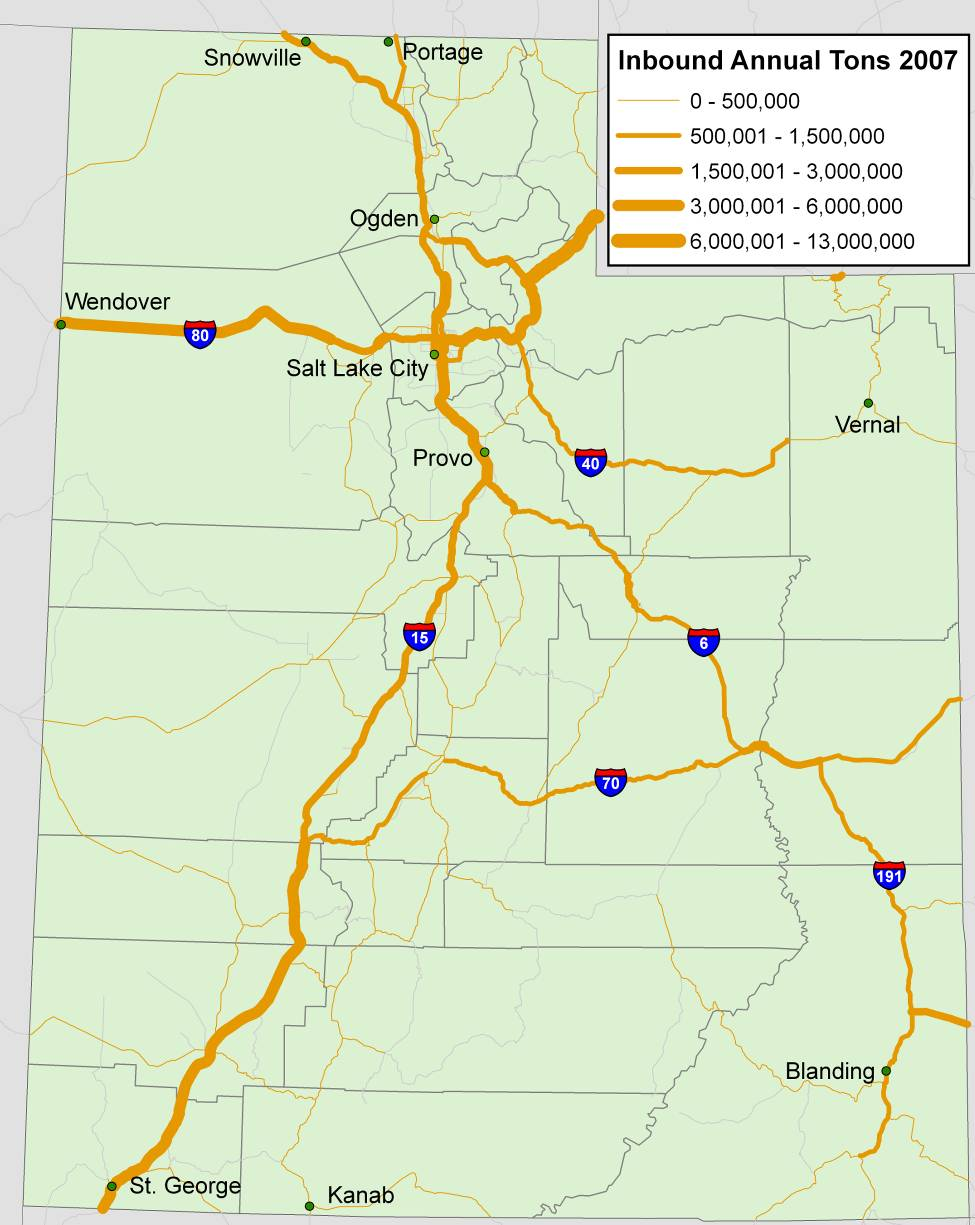 Inbound Annual Tons 2007
0 - 500,000
500,001 - 1,500,000
1,500,001 - 3,000,000
3,000,001 - 6,000,000
6,000,001 - 13,000,000
Snowville
Portage
Ogden
Wendover
80
Salt Lake City
Vernal
Provo
40
15
6
70
191
Blanding
St. George
Kanab